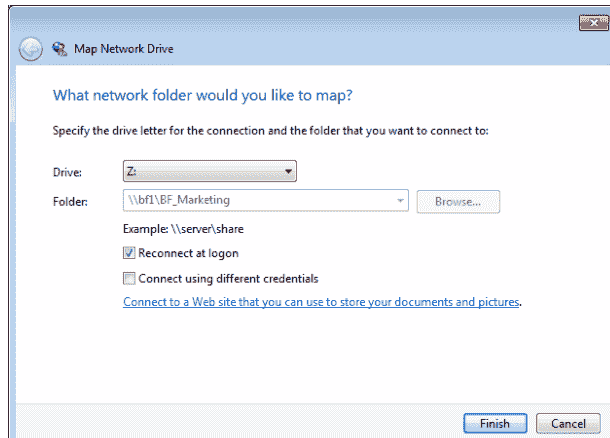 Map Network Drive
What network folder would you like to map?
Specify the drive letter for the connection and the folder that you want to connect to:
Drive: Z:
Folder: \\bf1\BF_Marketing Browse...
Example: \\server\share
Reconnect at logon
Connect using different credentials
Connect to a Web site that you can use to store your documents and pictures.
Finish Cancel